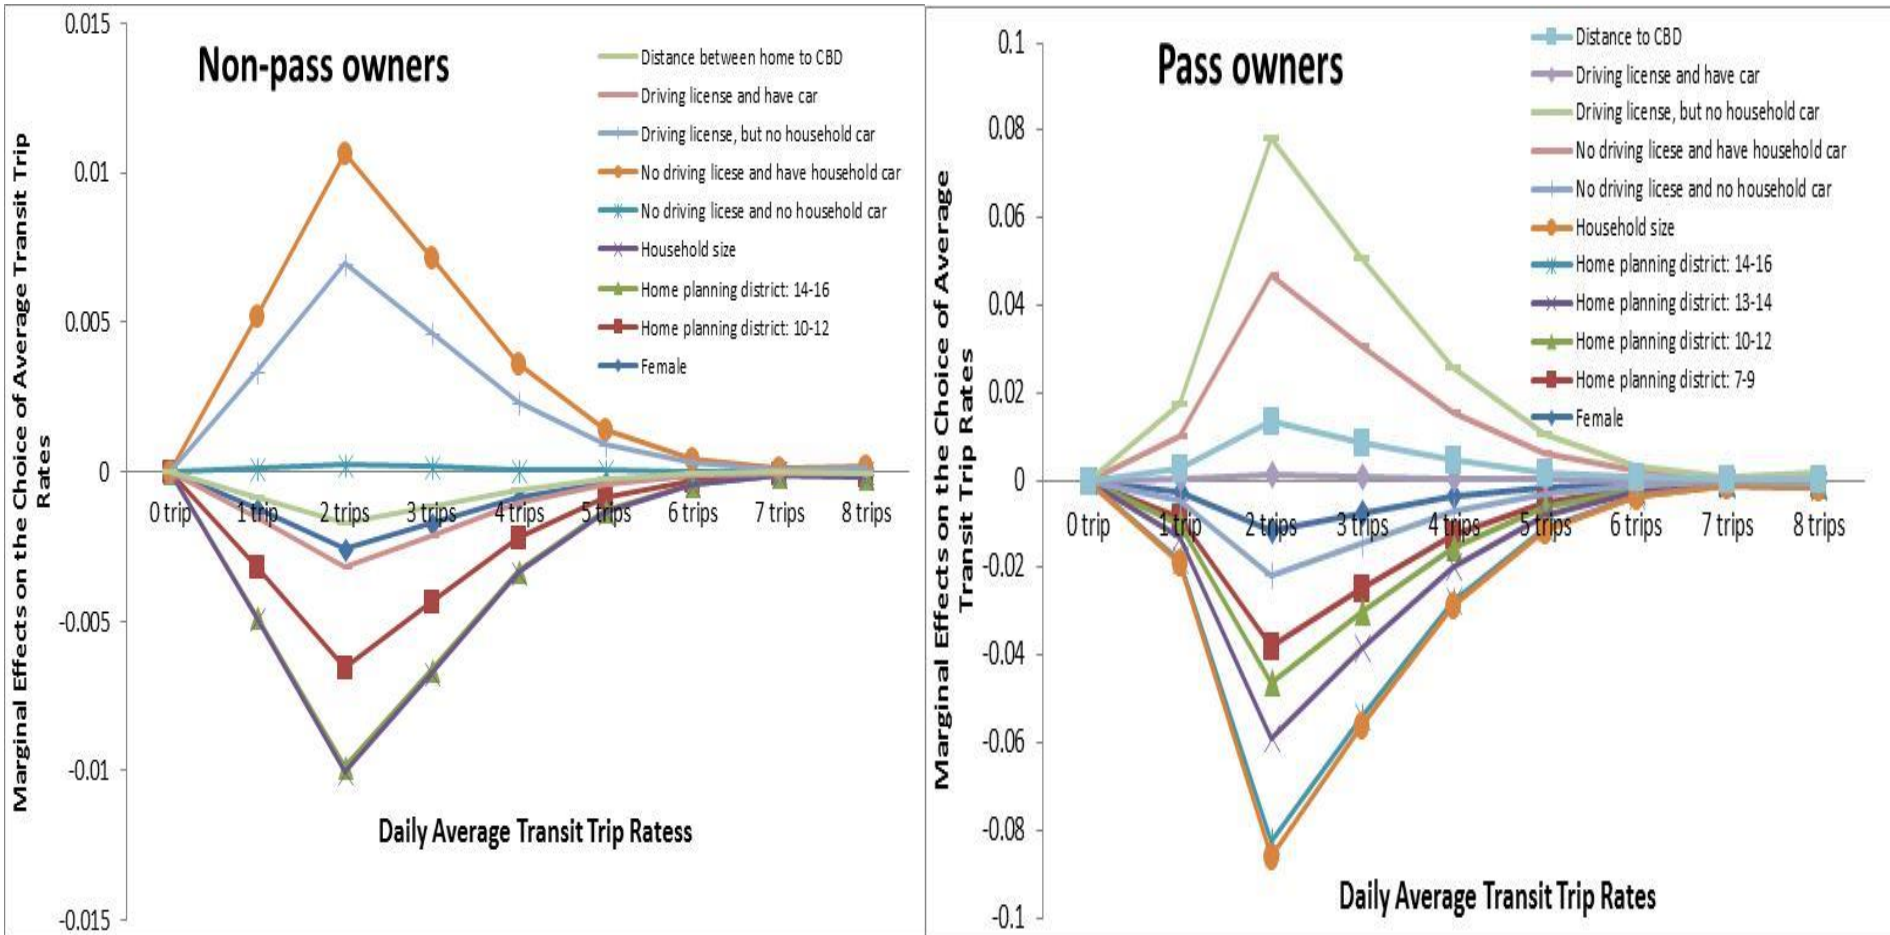 Non-pass owners
0.015
0.01
0.005
0
-0.005
-0.01
-0.015
Marginal Effects on the Choice of Average Transit Trip
Rates
Distance between home to CBD
Driving license and have car
Driving license, but no household car
No driving licese and have household car
No driving licese and no household car
Household size
Home planning district: 14-16
Home planning district: 10-12
Female
0 trip
1 trip
2 trips
3 trips
4 trips
5 trips
6 trips
7 trips
8 trips
Daily Average Transit Trip Ratess
Pass owners
0.1
0.08
0.06
0.04
0.02
0
-0.02
-0.04
-0.06
-0.08
-0.1
Marginal Effects on the Choice of Average
Transit Trip Rates
Distance to CBD
Driving license and have car
Driving license, but no household car
No driving licese and have household car
No driving licese and no household car
Household size
Home planning district: 14-16
Home planning district: 13-14
Home planning district: 10-12
Home planning district: 7-9
Female
0 trip
1 trip
2 trips
3 trips
4 trips
5 trips
6 trips
7 trips
8 trips
Daily Average Transit Trip Rates